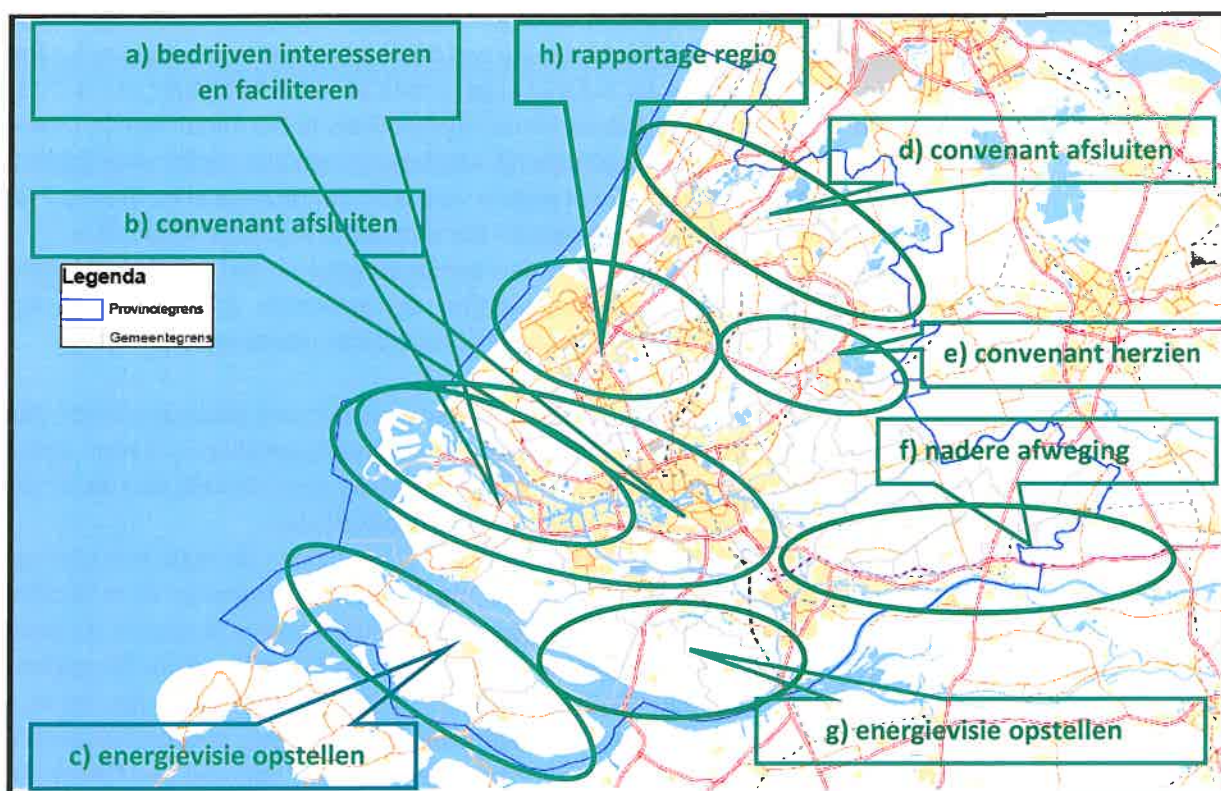 a) bedrijven interesseren
en faciliteren
h) rapportage regio
d) convenant afsluiten
b) convenant afsluiten
Legenda
Provinciegrens
Gemeentegrens
e) convenant herzien
f) nadere afweging
g) energievisie opstellen
c) energievisie opstellen